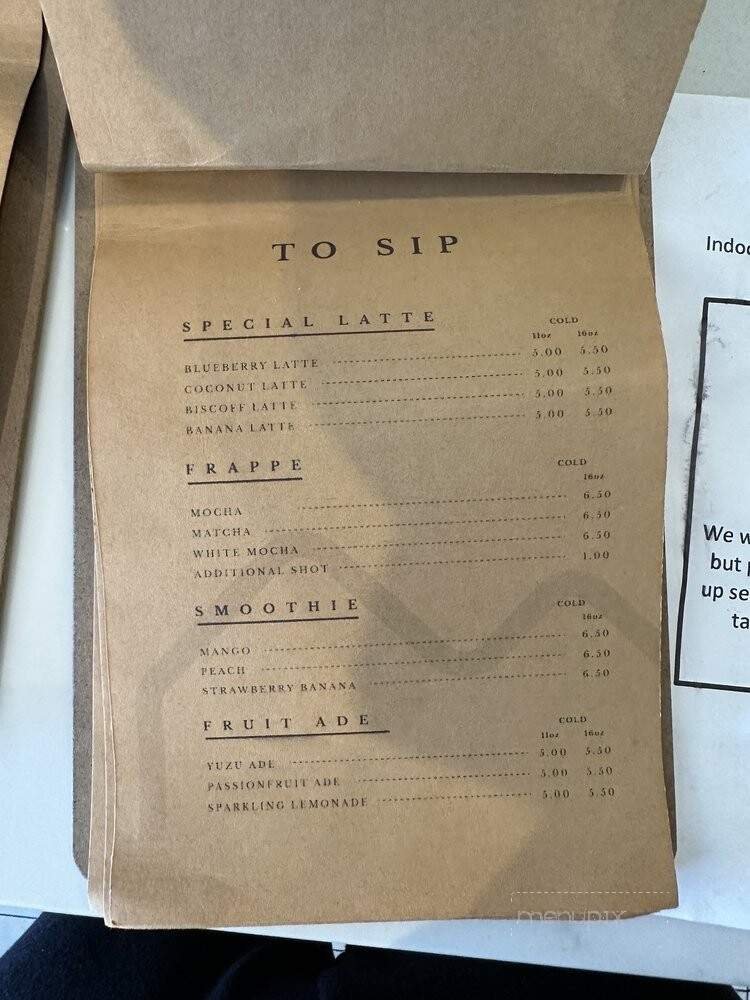 TO SIP
SPECIAL LATTE COLD
11oz 16oz
BLUEBERRY LATTE 5.00 5.50
COCONUT LATTE 5.00 5.50
BISCOFF LATTE 5.00 5.50
BANANA LATTE 5.00 5.50
FRAPPE COLD
16oz
MOCHA 6.50
MATCHA 6.50
WHITE MOCHA 6.50
ADDITIONAL SHOT 1.00
SMOOTHIE COLD
16oz
MANGO 6.50
PEACH 6.50
STRAWBERRY BANANA 6.50
FRUIT ADE COLD
11oz 16oz
YUZU ADE 5.00 5.50
PASSIONFRUIT ADE 5.00 5.50
SPARKLING LEMONADE 5.00 5.50
Indoo
We w
but p
up se
ta
menupix